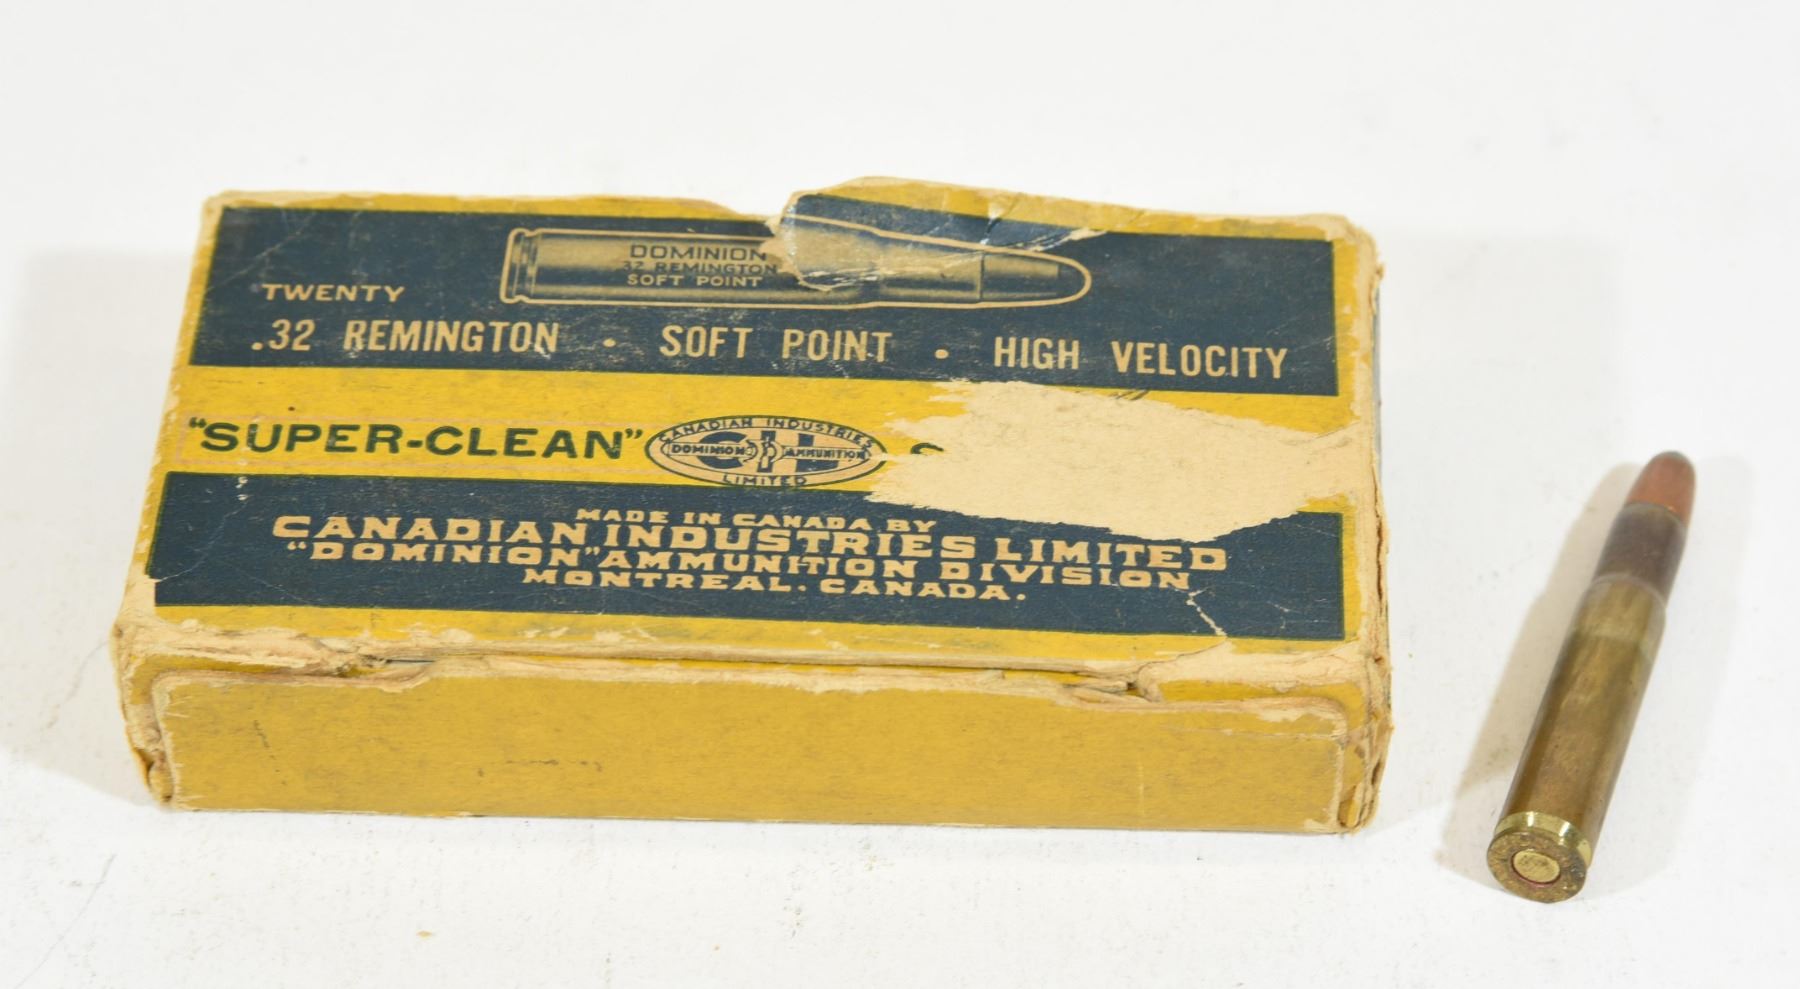 DOMINION
32 REMINGTON
SOFT POINT
TWENTY
.32 REMINGTON · SOFT POINT · HIGH VELOCITY
"SUPER-CLEAN"
CANADIAN INDUSTRIES
CIL
DOMINION AMMUNITION
LIMITED
MADE IN CANADA BY
CANADIAN INDUSTRIES LIMITED
"DOMINION" AMMUNITION DIVISION
MONTREAL. CANADA.